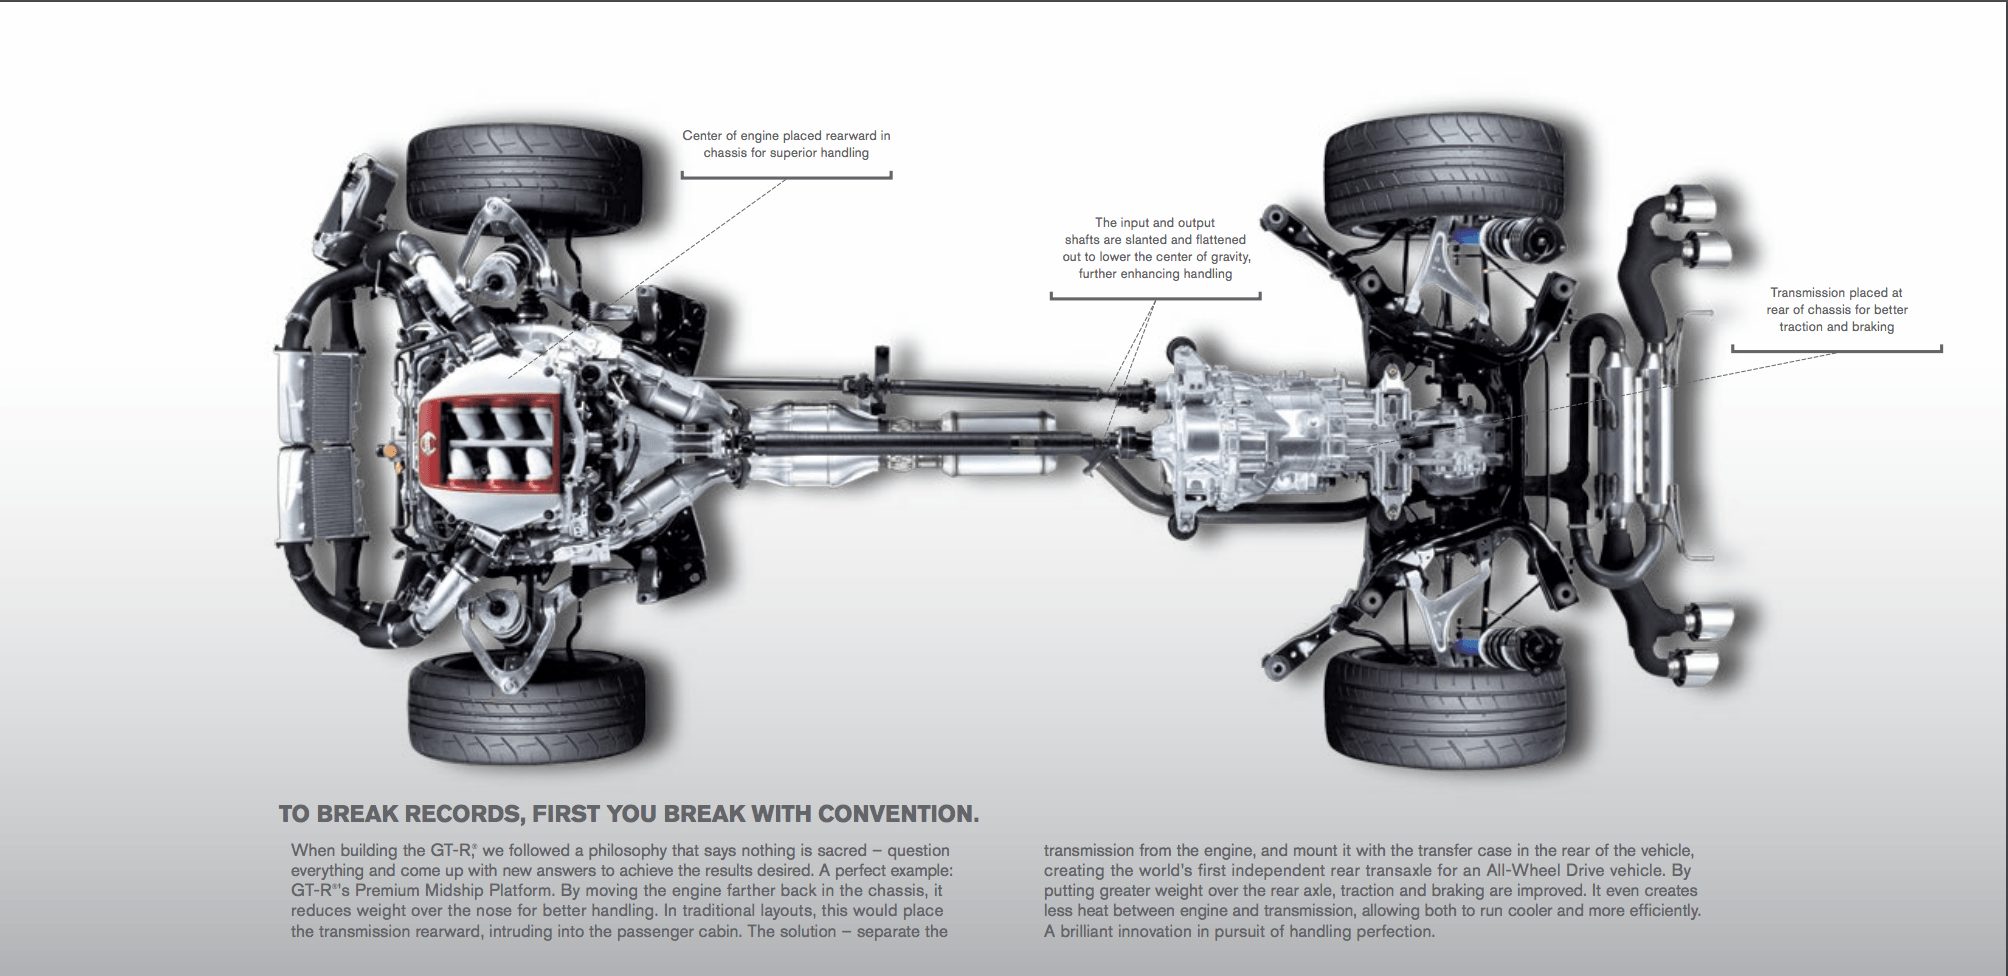 Center of engine placed rearward in
chassis for superior handling
The input and output
shafts are slanted and flattened
out to lower the center of gravity,
further enhancing handling
Transmission placed at
rear of chassis for better
traction and braking
TO BREAK RECORDS, FIRST YOU BREAK WITH CONVENTION.
When building the GT-R,® we followed a philosophy that says nothing is sacred – question
everything and come up with new answers to achieve the results desired. A perfect example:
GT-R®'s Premium Midship Platform. By moving the engine farther back in the chassis, it
reduces weight over the nose for better handling. In traditional layouts, this would place
the transmission rearward, intruding into the passenger cabin. The solution – separate the
transmission from the engine, and mount it with the transfer case in the rear of the vehicle,
creating the world's first independent rear transaxle for an All-Wheel Drive vehicle. By
putting greater weight over the rear axle, traction and braking are improved. It even creates
less heat between engine and transmission, allowing both to run cooler and more efficiently.
A brilliant innovation in pursuit of handling perfection.